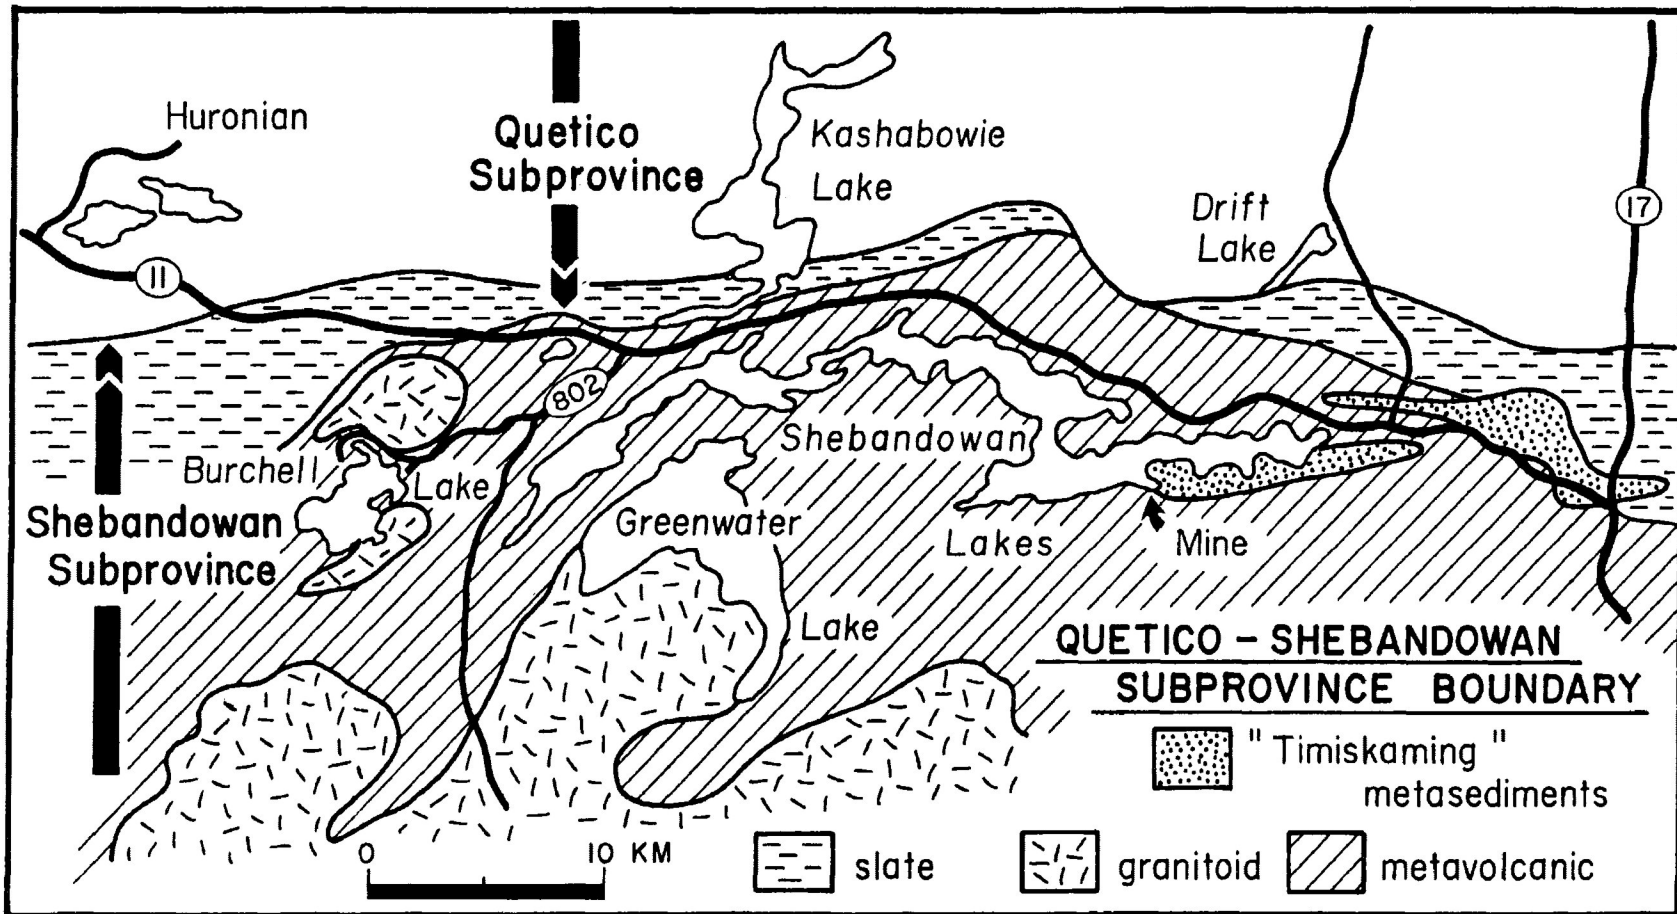 Huronian
Quetico
Subprovince
Kashabowie
Lake
Drift
Lake
17
11
802
Burchell
Lake
Shebandowan
Shebandowan
Subprovince
Greenwater
Lake
Lakes
Mine
QUETICO – SHEBANDOWAN
SUBPROVINCE BOUNDARY
"Timiskaming"
metasediments
0 10 KM
slate
granitoid
metavolcanic